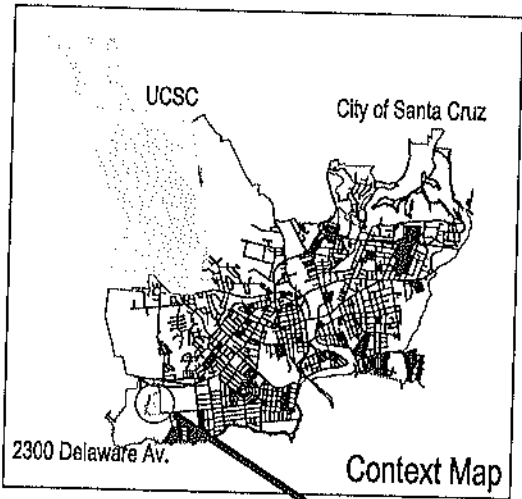 UCSC
City of Santa Cruz
2300 Delaware Av.
Context Map